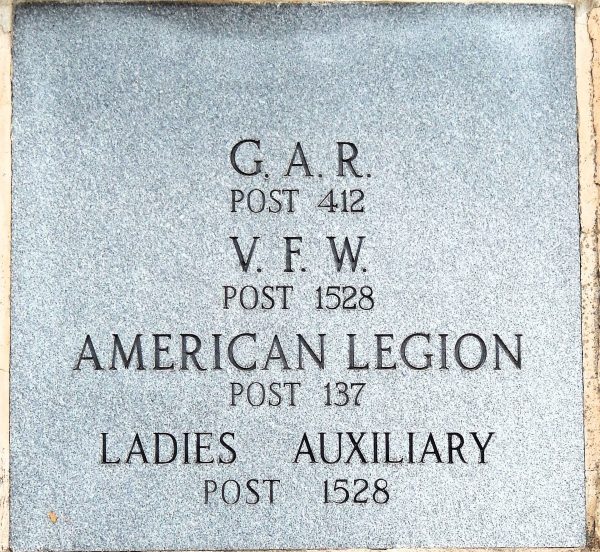 G. A. R.
POST 412
V. F. W.
POST 1528
AMERICAN LEGION
POST 137
LADIES AUXILIARY
POST 1528